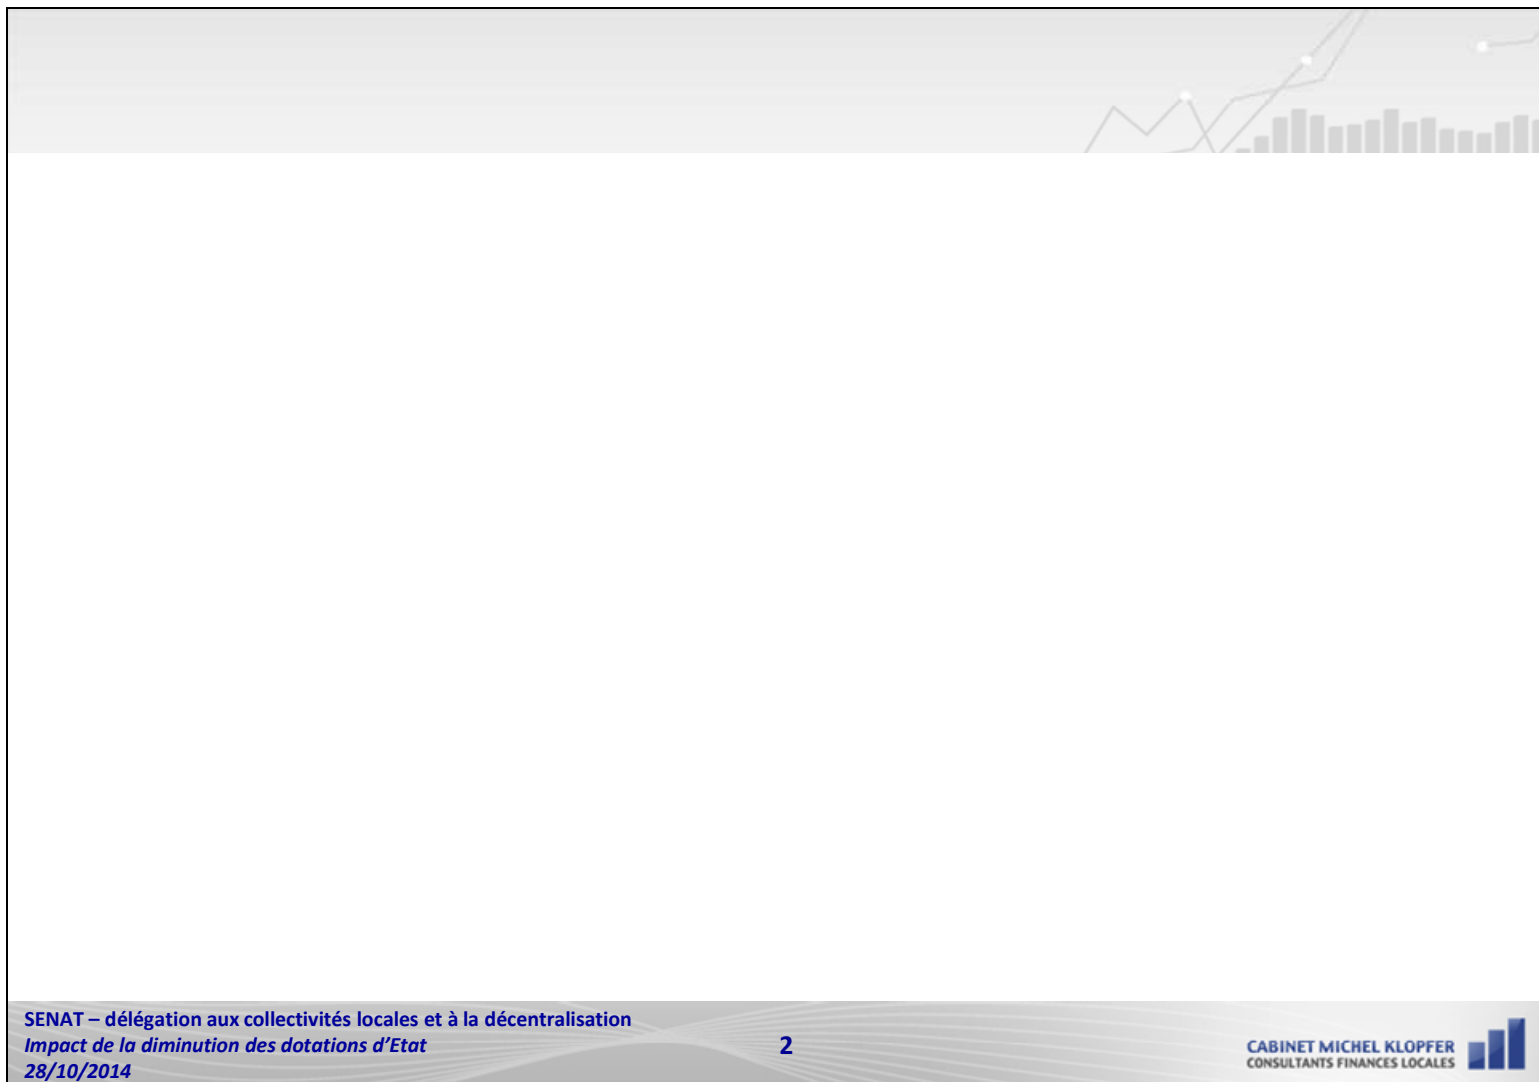 SENAT – délégation aux collectivités locales et à la décentralisation
Impact de la diminution des dotations d’Etat
28/10/2014
2
CABINET MICHEL KLOPFER
CONSULTANTS FINANCES LOCALES